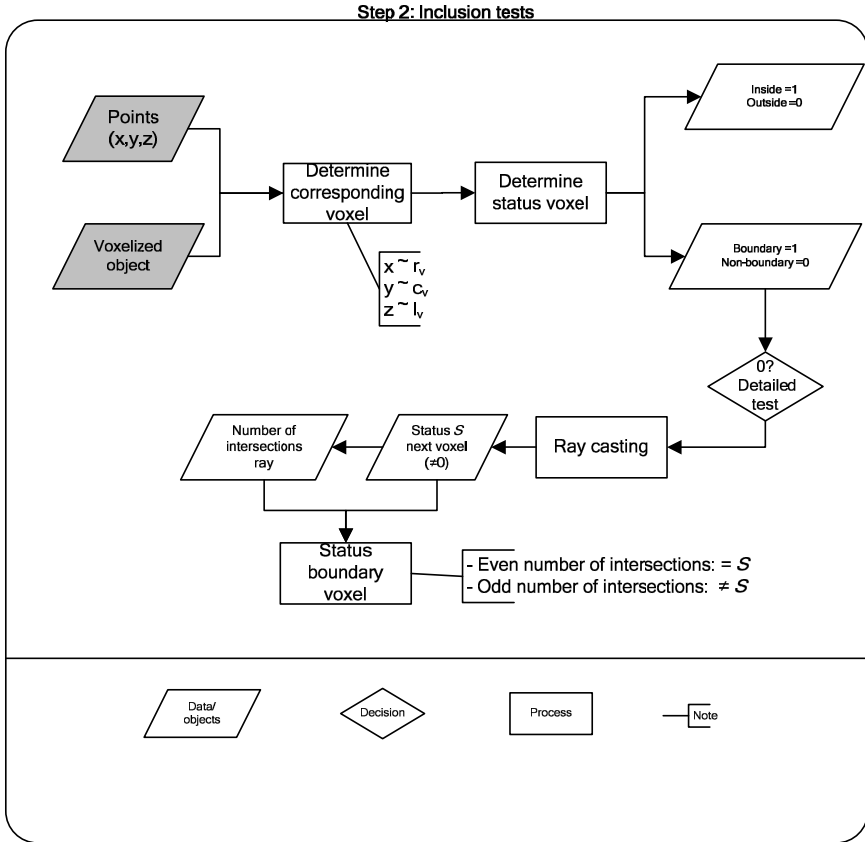 Step 2: Inclusion tests
Points
(x,y,z)
Voxelized
object
Determine
corresponding
voxel
x ~ rᵥ
y ~ cᵥ
z ~ lᵥ
Determine
status voxel
Inside =1
Outside =0
Boundary =1
Non-boundary =0
0?
Detailed
test
Ray casting
Status S
next voxel
(≠0)
Number of
intersections
ray
Status
boundary
voxel
- Even number of intersections: = S
- Odd number of intersections: ≠ S
Data/
objects
Decision
Process
Note